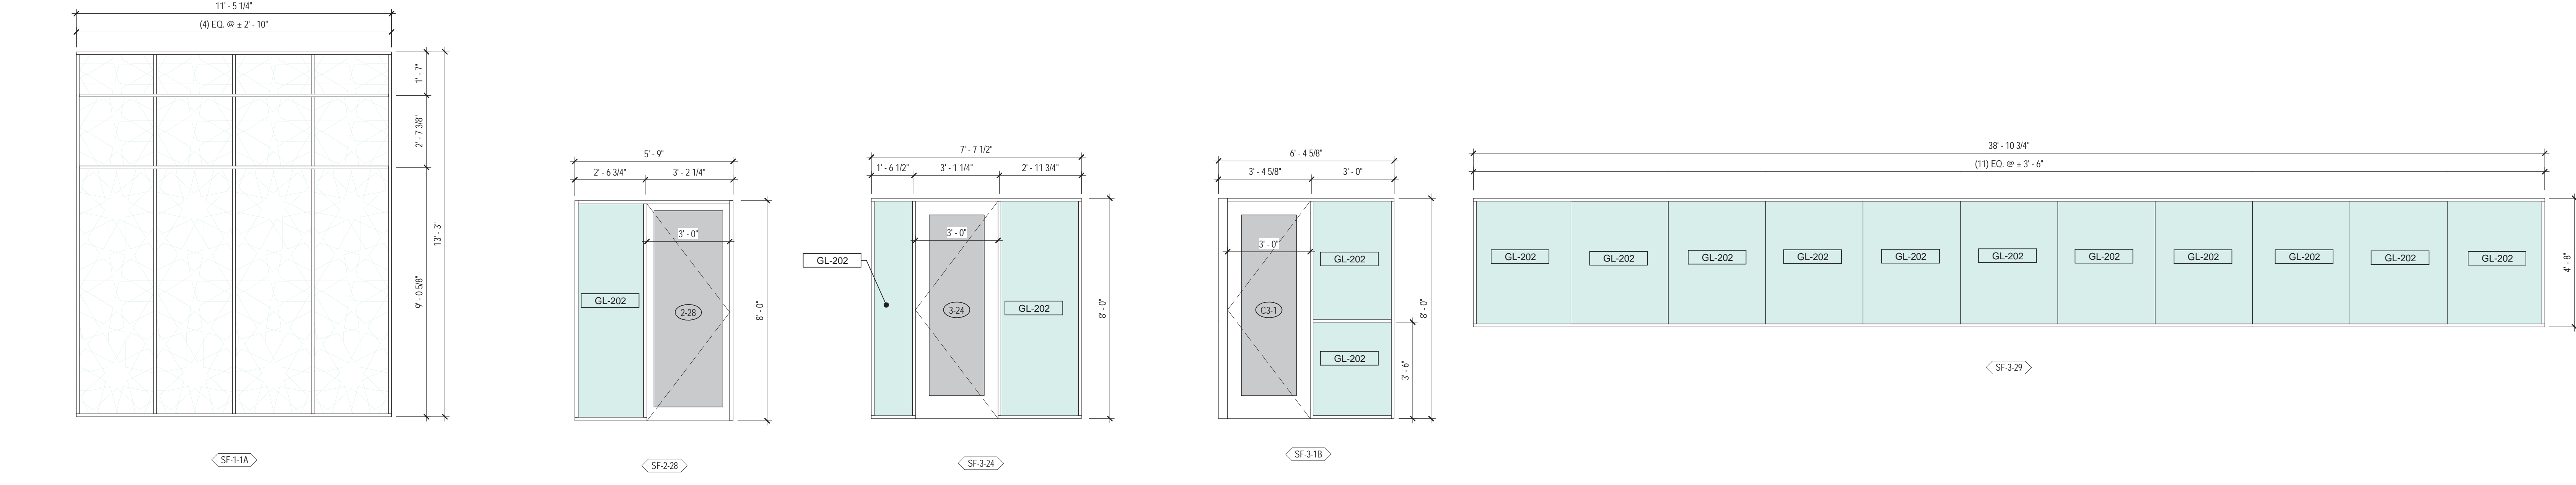 11' - 5 1/4"
(4) EQ. @ ± 2' - 10"
1' - 7"
2' - 7 3/8"
9' - 0 5/8"
13' - 3"
SF-1-1A
5' - 9"
2' - 6 3/4"
3' - 2 1/4"
3' - 0"
GL-202
2-28
8' - 0"
SF-2-28
7' - 7 1/2"
1' - 6 1/2"
3' - 1 1/4"
2' - 11 3/4"
3' - 0"
GL-202
3-24
GL-202
8' - 0"
SF-3-24
6' - 4 5/8"
3' - 4 5/8"
3' - 0"
3' - 0"
GL-202
C3-1
GL-202
3' - 6"
8' - 0"
SF-3-1B
38' - 10 3/4"
(11) EQ. @ ± 3' - 6"
GL-202
GL-202
GL-202
GL-202
GL-202
GL-202
GL-202
GL-202
GL-202
GL-202
GL-202
4' - 8"
SF-3-29